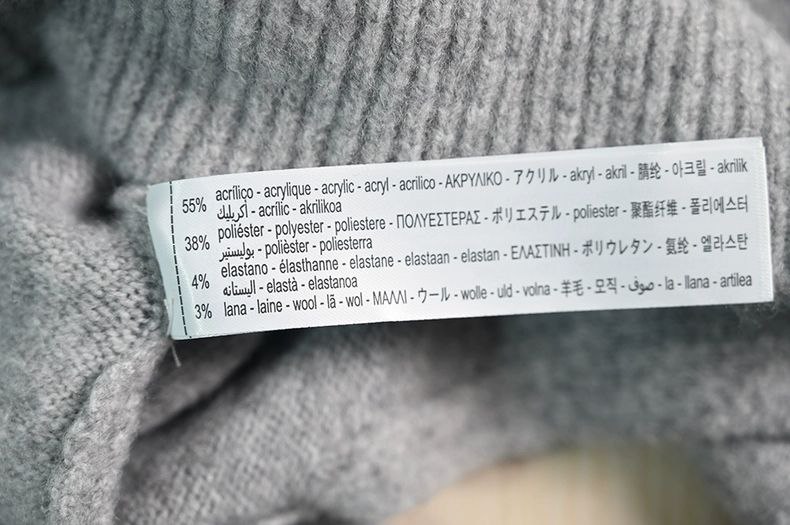 55% acrílico - acrylique - acrylic - acryl - acrilico - ΑΚΡΥΛΙΚΟ - アクリル - akryl - akril - 腈纶 - 아크릴 - akrilik
أكريليك - acrílic - akrilikoa
38% poliéster - polyester - poliestere - ΠΟΛΥΕΣΤΕΡΑΣ - ポリエステル - poliester - 聚酯纤维 - 폴리에스터
بوليستير - polièster - poliesterra
4% elastano - élasthanne - elastane - elastaan - elastan - ΕΛΑΣΤΙΝΗ - ポリウレタン - 氨纶 - 엘라스탄
اليستانه - elastà - elastanoa
3% lana - laine - wool - lã - wol - ΜΑΛΛΙ - ウール - wolle - uld - volna - 羊毛 - 모직 - صوف - la - llana - artilea